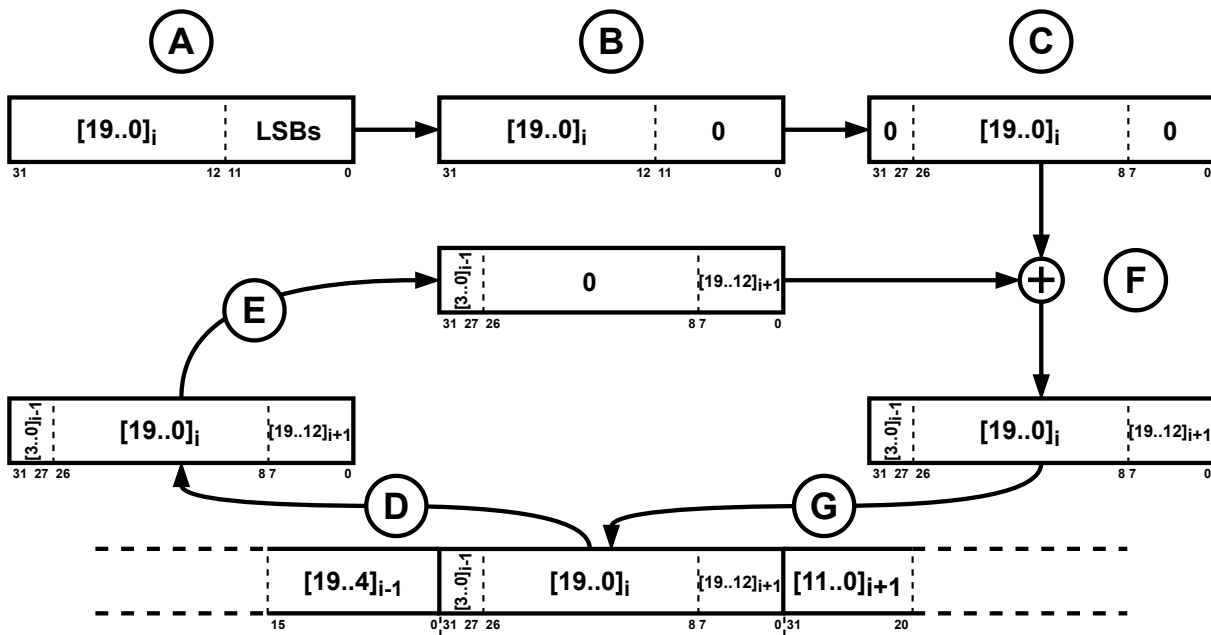 A B C
[19..0]i LSBs [19..0]i 0 0 [19..0]i 0
31 12 11 0 31 12 11 0 31 27 26 8 7 0
E [3..0]i-1 0 [19..12]i+1 + F
31 27 26 8 7 0
[3..0]i-1 [19..0]i [19..12]i+1 [3..0]i-1 [19..0]i [19..12]i+1
31 27 26 8 7 0 31 27 26 8 7 0
D G
[19..4]i-1 [3..0]i-1 [19..0]i [19..12]i+1 [11..0]i+1
15 0 31 27 26 8 7 0 31 20